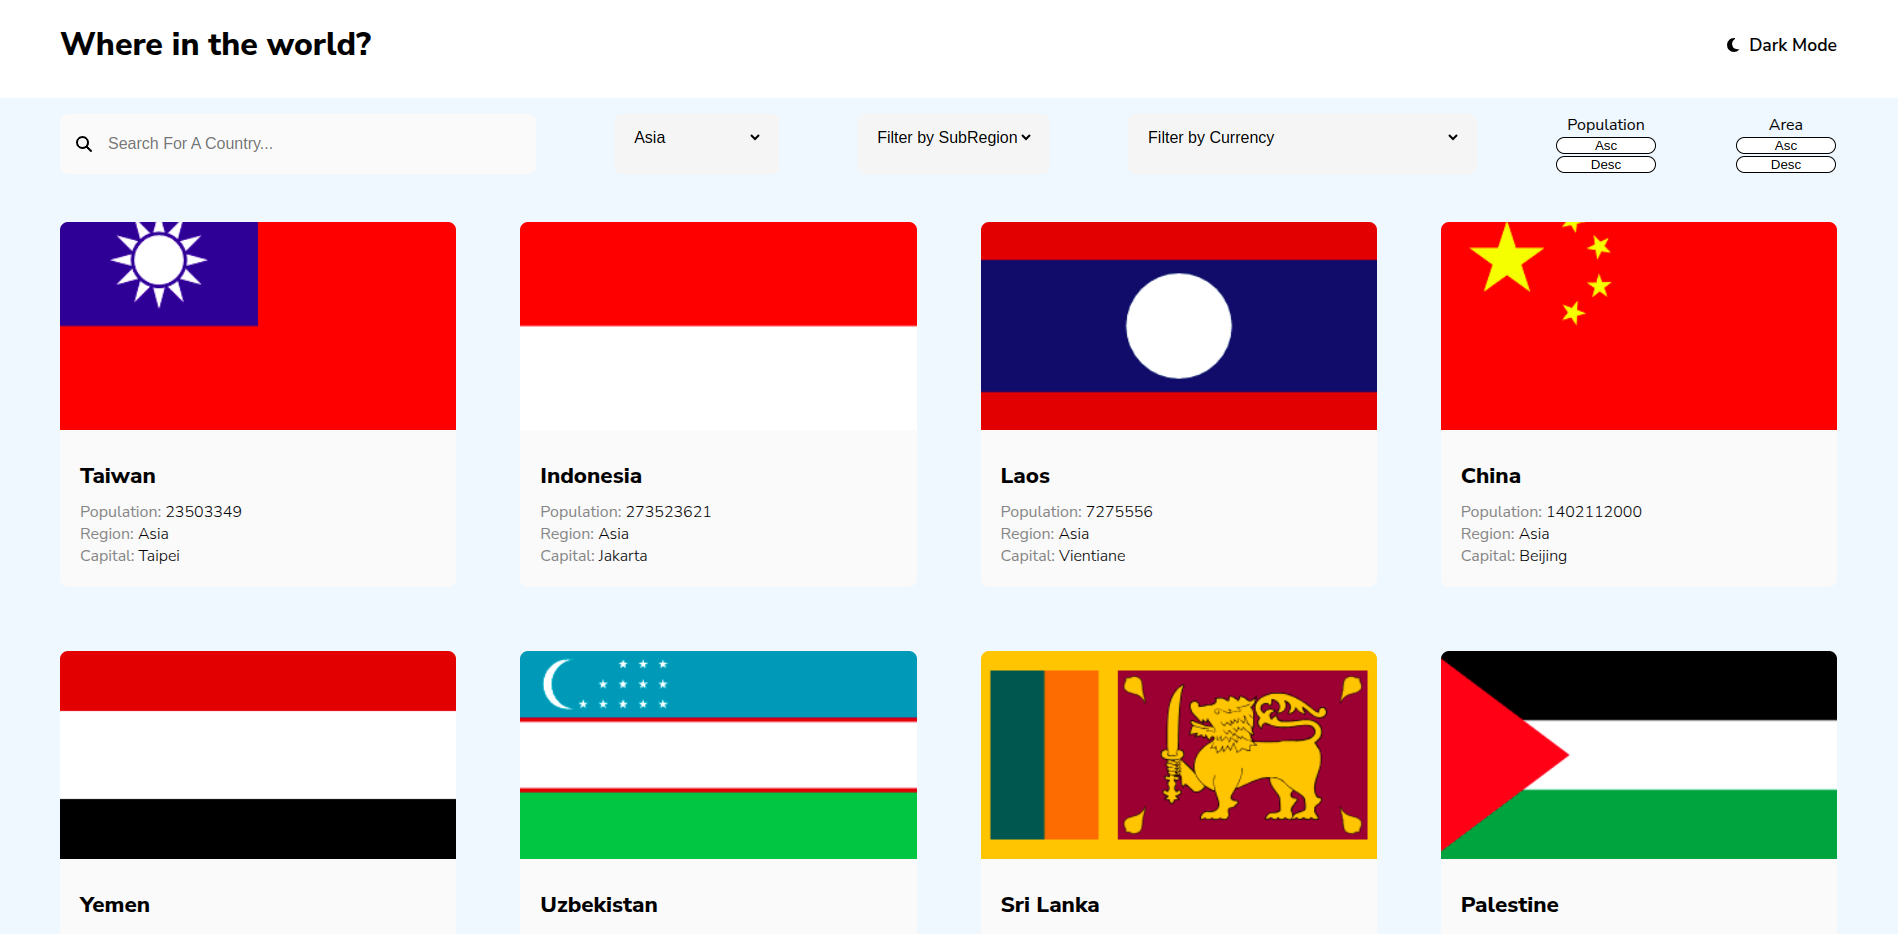 Where in the world?
Dark Mode
Search For A Country...
Asia
Filter by SubRegion
Filter by Currency
Population
Asc
Desc
Area
Asc
Desc
Taiwan
Population: 23503349
Region: Asia
Capital: Taipei
Indonesia
Population: 273523621
Region: Asia
Capital: Jakarta
Laos
Population: 7275556
Region: Asia
Capital: Vientiane
China
Population: 1402112000
Region: Asia
Capital: Beijing
Yemen
Uzbekistan
Sri Lanka
Palestine